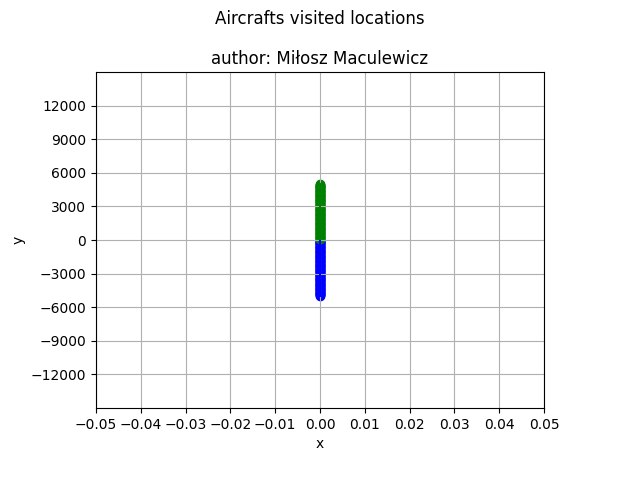 Aircrafts visited locations
author: Miłosz Maculewicz
12000
9000
6000
3000
0
−3000
−6000
−9000
−12000
y
−0.05 −0.04 −0.03 −0.02 −0.01 0.00 0.01 0.02 0.03 0.04 0.05
x